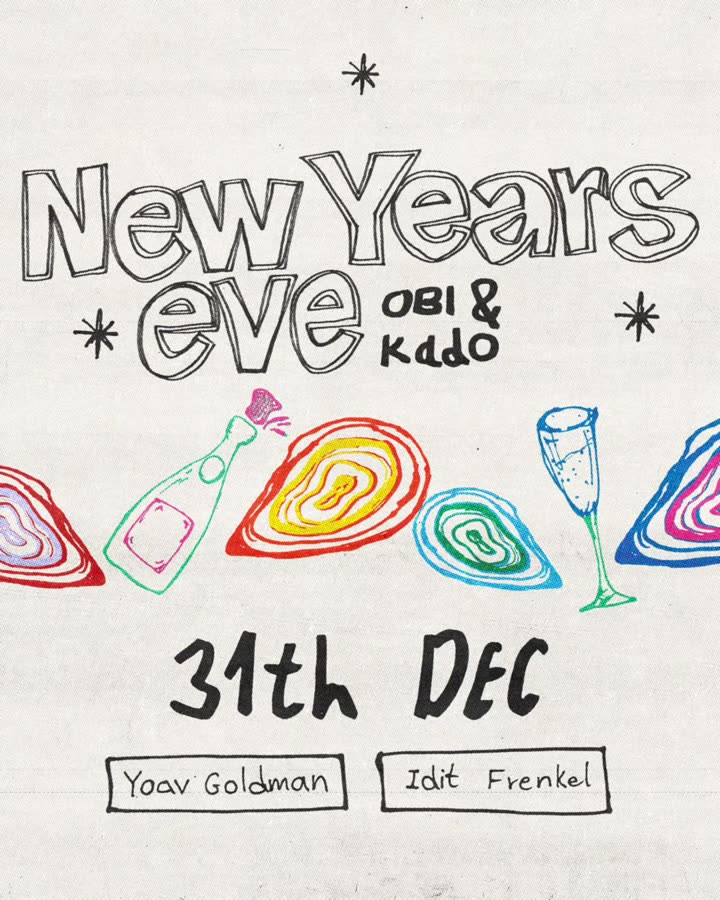 New Years
eve OBI &
Kado
31th DEC
Yoav Goldman
Idit Frenkel